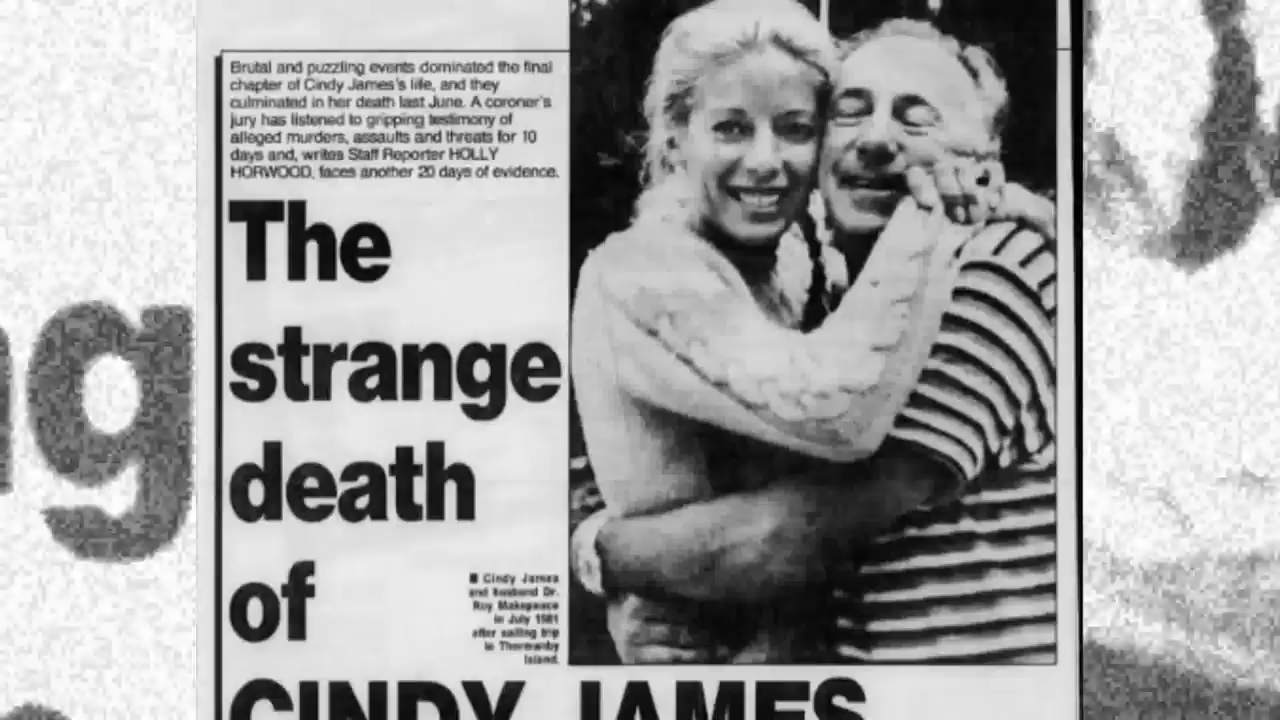 Brutal and puzzling events dominated the final
chapter of Cindy James's life, and they
culminated in her death last June. A coroner's
jury has listened to gripping testimony of
alleged murders, assaults and threats for 10
days and, writes Staff Reporter HOLLY
HORWOOD, faces another 20 days of evidence.
The
strange
death
of
CINDY JAMES
■ Cindy James
and husband Dr.
Roy Makepeace
in July 1981
after sailing trip
to Thormanby
Island.